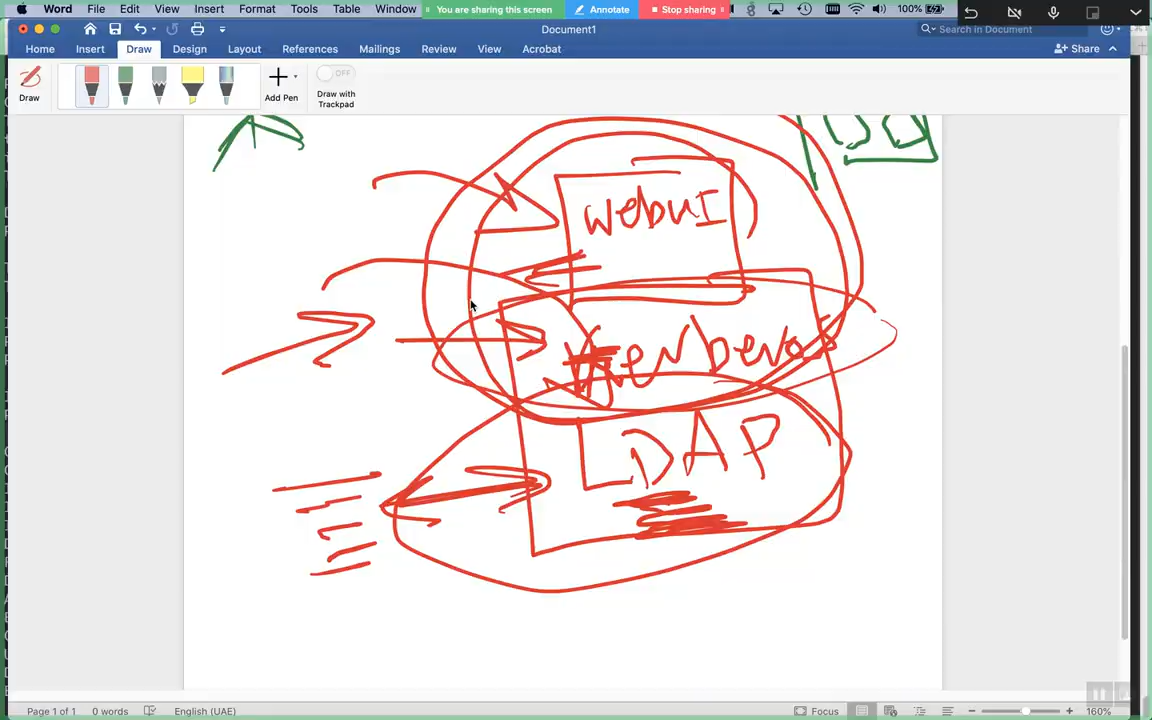 Word File Edit View Insert Format Tools Table Window You are sharing this screen Annotate Stop sharing 100%
Document1
Search in Document
Home Insert Draw Design Layout References Mailings Review View Acrobat Share
Draw
Add Pen
OFF
Draw with
Trackpad
webUI
LDAP
Page 1 of 1 0 words English (UAE) Focus 160%